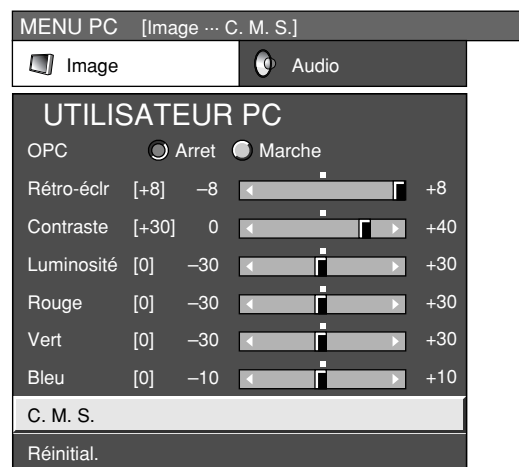 MENU PC [Image ··· C. M. S.]
Image Audio
UTILISATEUR PC
OPC Arret Marche
Rétro-éclr [+8] –8 +8
Contraste [+30] 0 +40
Luminosité [0] –30 +30
Rouge [0] –30 +30
Vert [0] –30 +30
Bleu [0] –10 +10
C. M. S.
Réinitial.